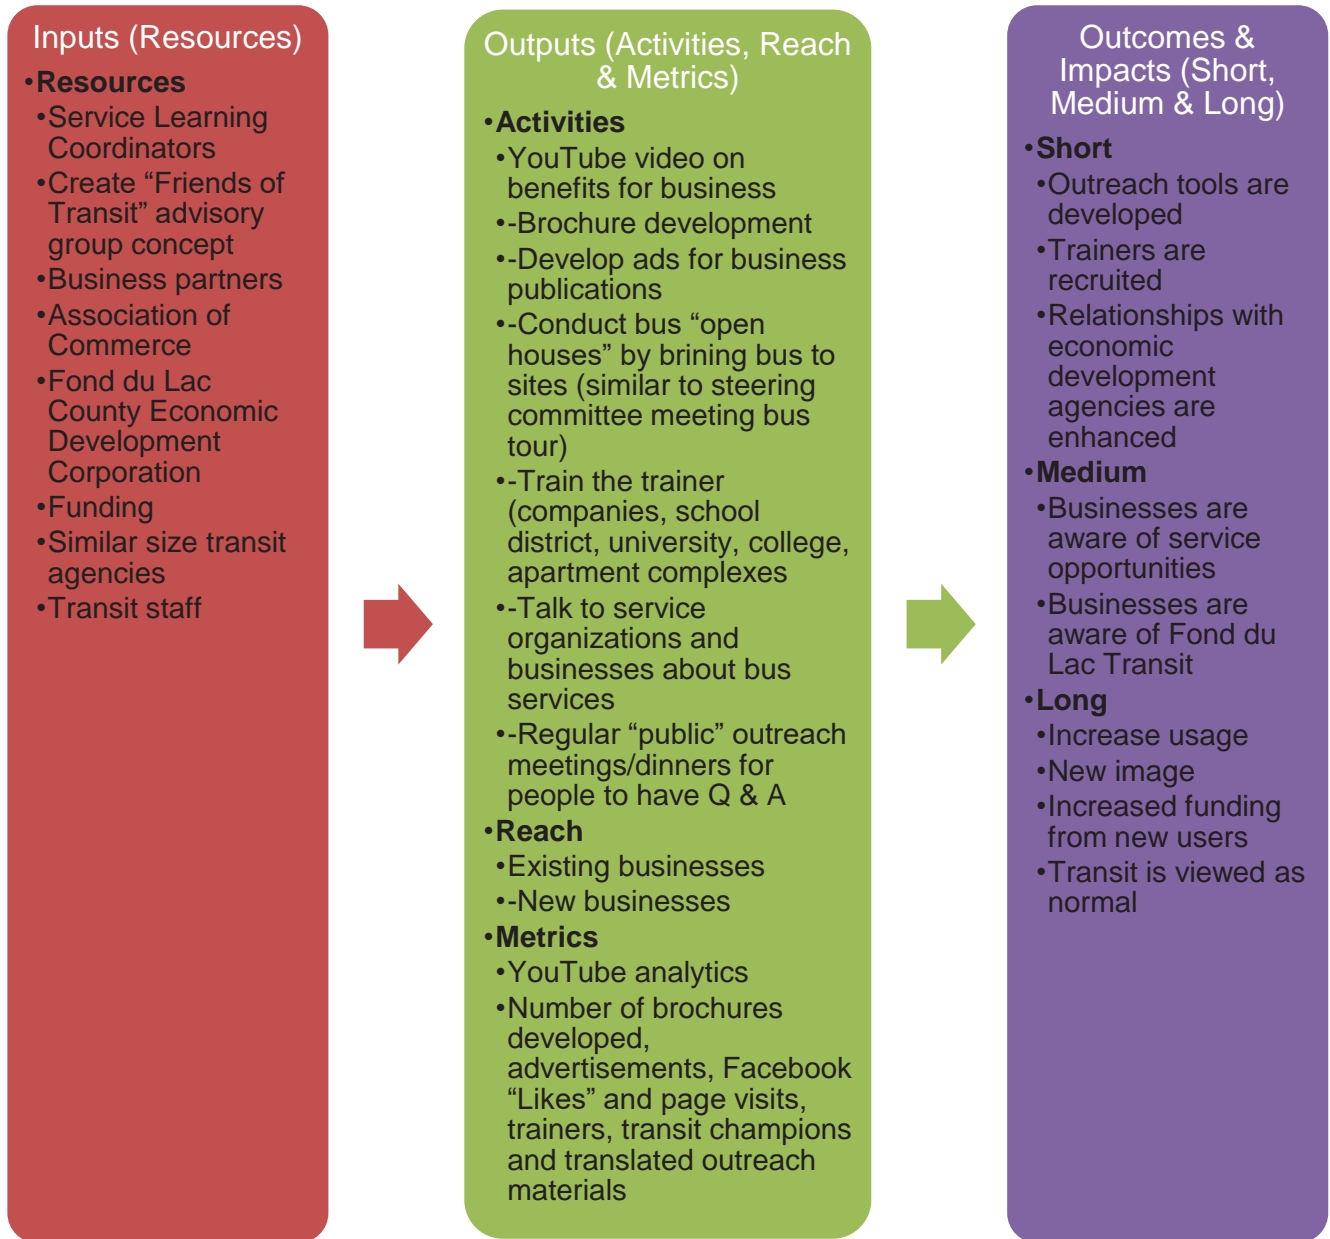 Inputs (Resources)
•Resources
•Service Learning
Coordinators
•Create “Friends of
Transit” advisory
group concept
•Business partners
•Association of
Commerce
•Fond du Lac
County Economic
Development
Corporation
•Funding
•Similar size transit
agencies
•Transit staff
Outputs (Activities, Reach
& Metrics)
•Activities
•YouTube video on
benefits for business
•-Brochure development
•-Develop ads for business
publications
•-Conduct bus “open
houses” by brining bus to
sites (similar to steering
committee meeting bus
tour)
•-Train the trainer
(companies, school
district, university, college,
apartment complexes
•-Talk to service
organizations and
businesses about bus
services
•-Regular “public” outreach
meetings/dinners for
people to have Q & A
•Reach
•Existing businesses
•-New businesses
•Metrics
•YouTube analytics
•Number of brochures
developed,
advertisements, Facebook
“Likes” and page visits,
trainers, transit champions
and translated outreach
materials
Outcomes &
Impacts (Short,
Medium & Long)
•Short
•Outreach tools are
developed
•Trainers are
recruited
•Relationships with
economic
development
agencies are
enhanced
•Medium
•Businesses are
aware of service
opportunities
•Businesses are
aware of Fond du
Lac Transit
•Long
•Increase usage
•New image
•Increased funding
from new users
•Transit is viewed as
normal